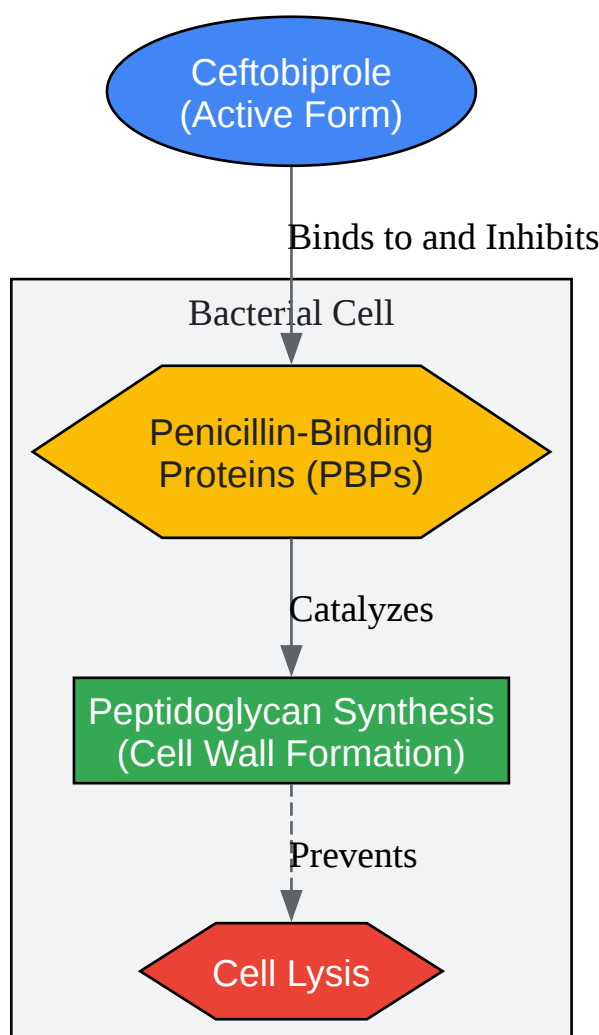 Ceftobiprole
(Active Form)
Binds to and Inhibits
Bacterial Cell
Penicillin-Binding
Proteins (PBPs)
Catalyzes
Peptidoglycan Synthesis
(Cell Wall Formation)
Prevents
Cell Lysis